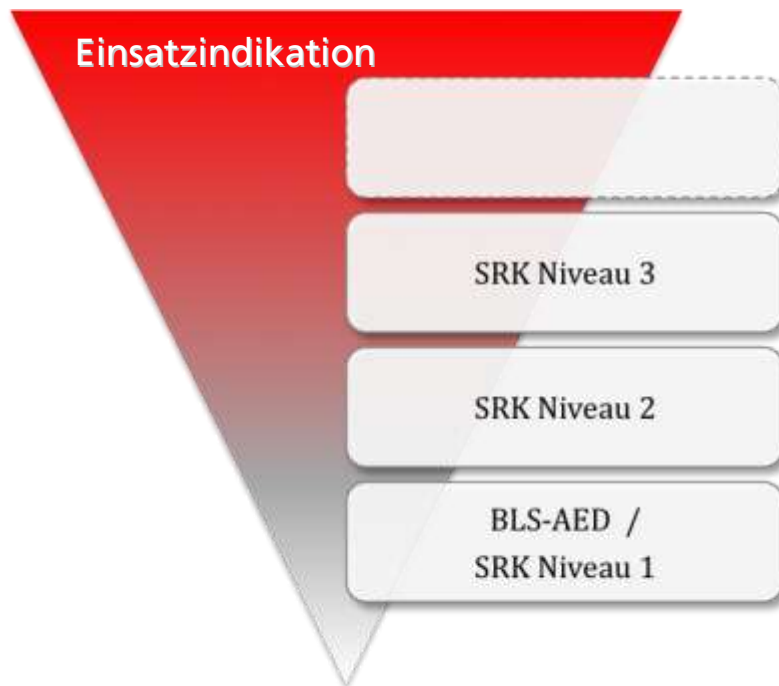 Einsatzindikation
SRK Niveau 3
SRK Niveau 2
BLS-AED /
SRK Niveau 1